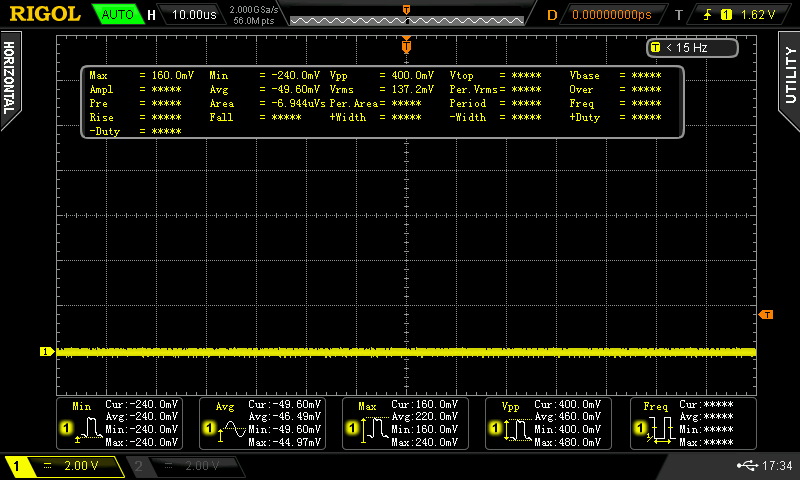 RIGOL AUTO H 10.00us 2.000GSa/s 56.0M pts T D 0.00000000ps T 1 1.62 V
HORIZONTAL
UTILITY
T
T < 15 Hz
Max = 160.0mV Min = -240.0mV Vpp = 400.0mV Vtop = ***** Vbase = *****
Ampl = ***** Avg = -49.60mV Vrms = 137.2mV Per.Vrms= ***** Over = *****
Pre = ***** Area = -6.944uVs Per.Area= ***** Period = ***** Freq = *****
Rise = ***** Fall = ***** +Width = ***** -Width = ***** +Duty = *****
-Duty = *****
T
1
Min Cur:-240.0mV
Avg:-240.0mV
1 Min:-240.0mV
Max:-240.0mV
Avg Cur:-49.60mV
Avg:-46.49mV
1 Min:-49.60mV
Max:-44.97mV
Max Cur:160.0mV
Avg:220.0mV
1 Min:160.0mV
Max:240.0mV
Vpp Cur:400.0mV
Avg:460.0mV
1 Min:400.0mV
Max:480.0mV
Freq Cur:*****
Avg:*****
1 Min:*****
Max:*****
1 2.00 V 2 2.00 V 17:34